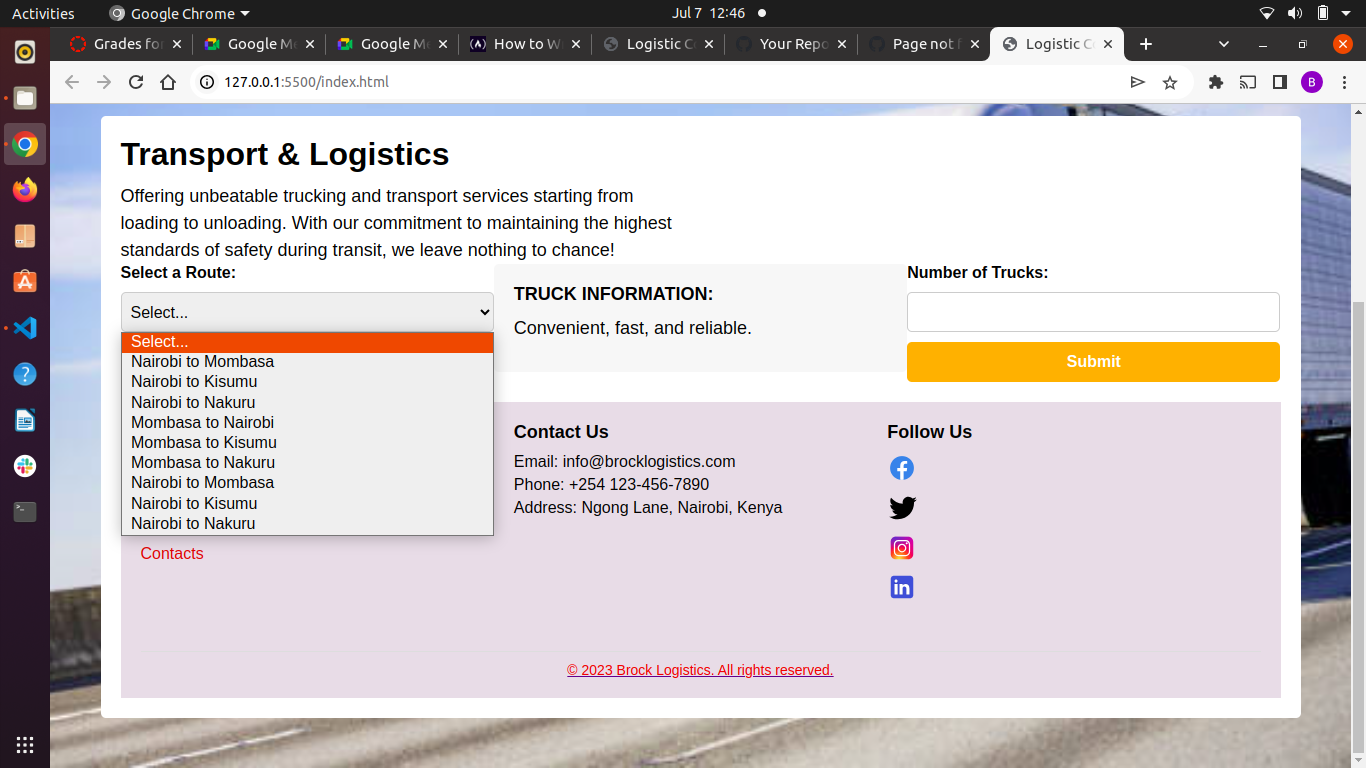 Activities
Google Chrome
Jul 7 12:46
Grades for
Google Me
Google Me
How to W
Logistic C
Your Repo
Page not f
Logistic C
127.0.0.1:5500/index.html
B
Transport & Logistics
Offering unbeatable trucking and transport services starting from
loading to unloading. With our commitment to maintaining the highest
standards of safety during transit, we leave nothing to chance!
Select a Route:
Select...
Select...
Nairobi to Mombasa
Nairobi to Kisumu
Nairobi to Nakuru
Mombasa to Nairobi
Mombasa to Kisumu
Mombasa to Nakuru
Nairobi to Mombasa
Nairobi to Kisumu
Nairobi to Nakuru
TRUCK INFORMATION:
Convenient, fast, and reliable.
Number of Trucks:
Submit
Contacts
Contact Us
Email: info@brocklogistics.com
Phone: +254 123-456-7890
Address: Ngong Lane, Nairobi, Kenya
Follow Us
© 2023 Brock Logistics. All rights reserved.